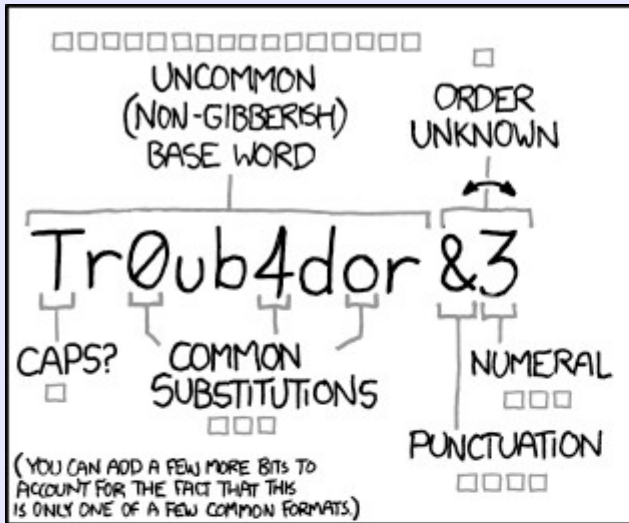 UNCOMMON
(NON-GIBBERISH)
BASE WORD
ORDER
UNKNOWN
Tr0ub4dor &3
CAPS?
COMMON
SUBSTITUTIONS
NUMERAL
PUNCTUATION
(YOU CAN ADD A FEW MORE BITS TO
ACCOUNT FOR THE FACT THAT THIS
IS ONLY ONE OF A FEW COMMON FORMATS.)